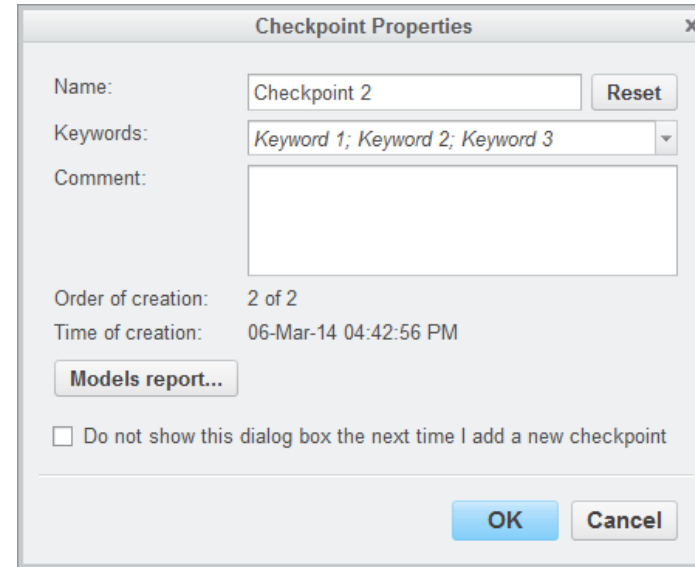 Checkpoint Properties
Name: Checkpoint 2 Reset
Keywords: Keyword 1; Keyword 2; Keyword 3
Comment:
Order of creation: 2 of 2
Time of creation: 06-Mar-14 04:42:56 PM
Models report...
Do not show this dialog box the next time I add a new checkpoint
OK Cancel